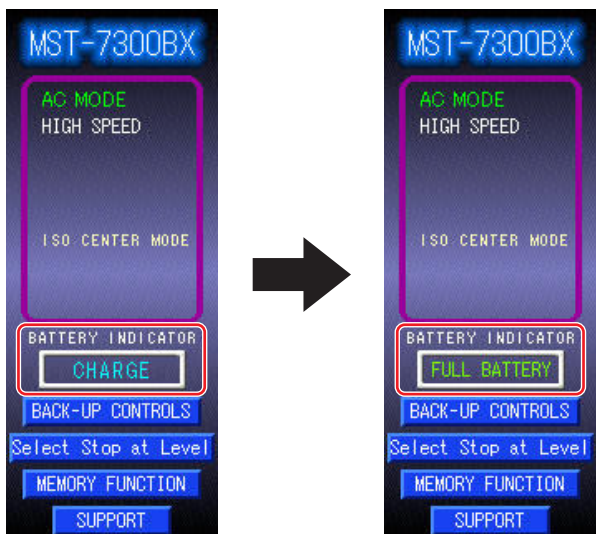 MST-7300BX
AC MODE
HIGH SPEED
ISO CENTER MODE
BATTERY INDICATOR
CHARGE
BACK-UP CONTROLS
Select Stop at Level
MEMORY FUNCTION
SUPPORT
MST-7300BX
AC MODE
HIGH SPEED
ISO CENTER MODE
BATTERY INDICATOR
FULL BATTERY
BACK-UP CONTROLS
Select Stop at Level
MEMORY FUNCTION
SUPPORT